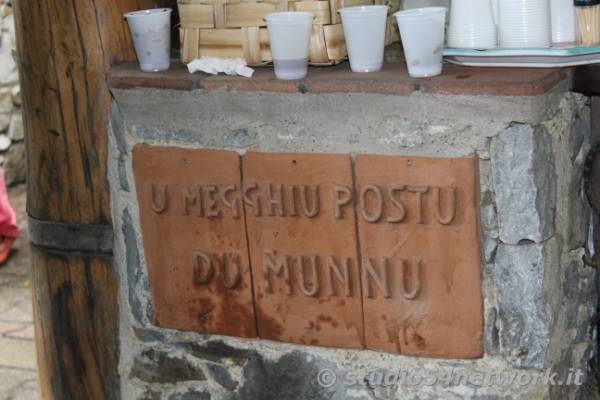 U MEGGHIU POSTU
DU MUNNU
© studio54network.it